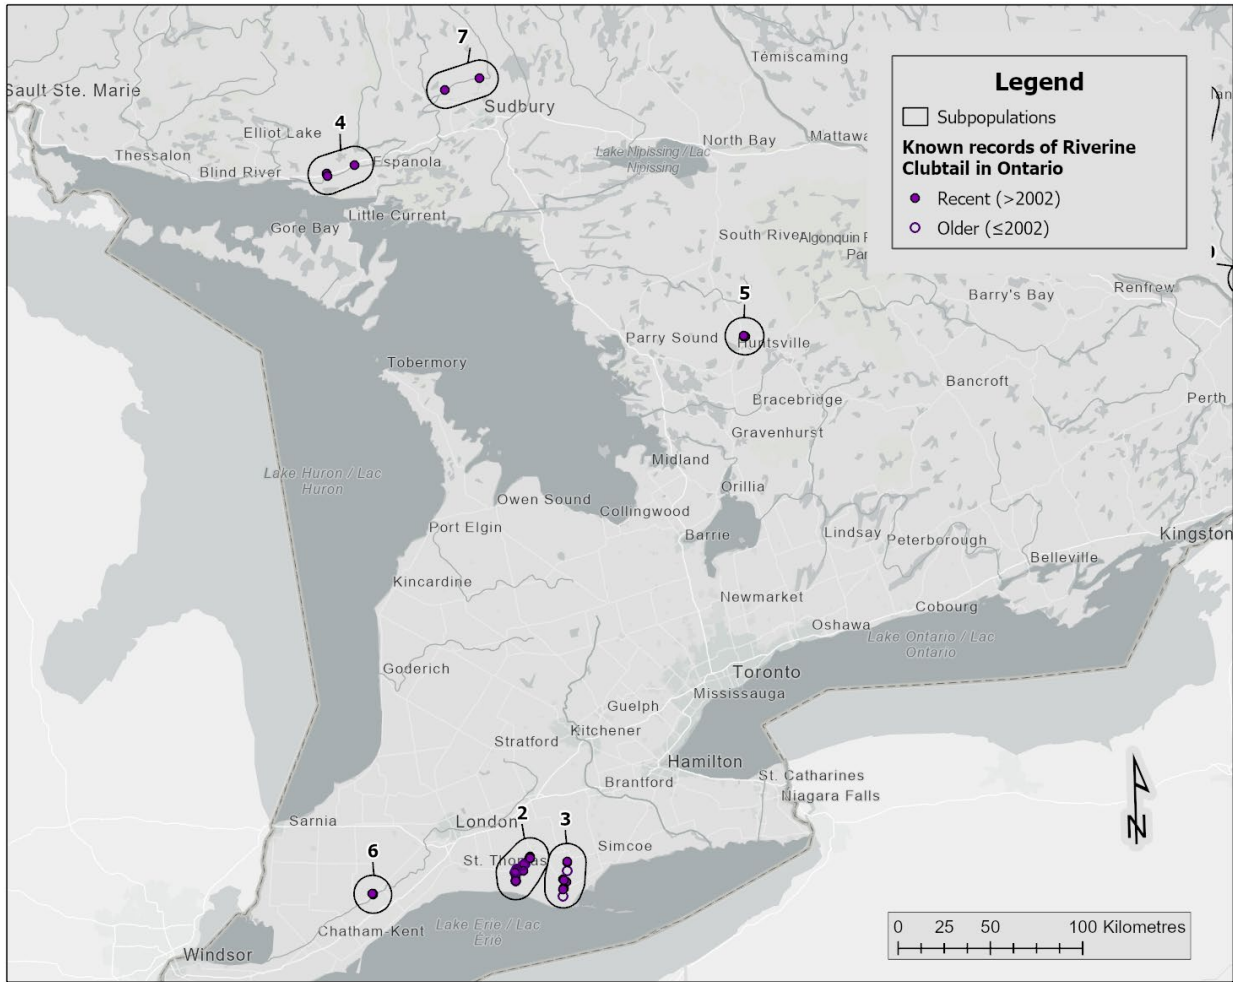 7
Témiscaming
Legend
Subpopulations
Known records of Riverine
Clubtail in Ontario
Recent (>2002)
Older (≤2002)
Sault Ste. Marie
Sudbury
4
Elliot Lake
North Bay
Mattawa
Thessalon
Espanola
Lake Nipissing / Lac
Nipissing
Blind River
Little Current
Gore Bay
South River
Algonquin
5
Barry's Bay
Renfrew
Parry Sound
Huntsville
Tobermory
Bancroft
Bracebridge
Perth
Gravenhurst
Midland
Lake Huron / Lac
Huron
Orillia
Owen Sound
Collingwood
Port Elgin
Barrie
Lindsay
Peterborough
Kingston
Belleville
Kincardine
Newmarket
Cobourg
Oshawa
Lake Ontario / Lac
Ontario
Goderich
Toronto
Mississauga
Guelph
Kitchener
Stratford
Hamilton
St. Catharines
Brantford
Niagara Falls
Sarnia
London
2
3
St. Thomas
Simcoe
6
N
Chatham-Kent
Lake Erie / Lac
Érie
Windsor
0 25 50 100 Kilometres